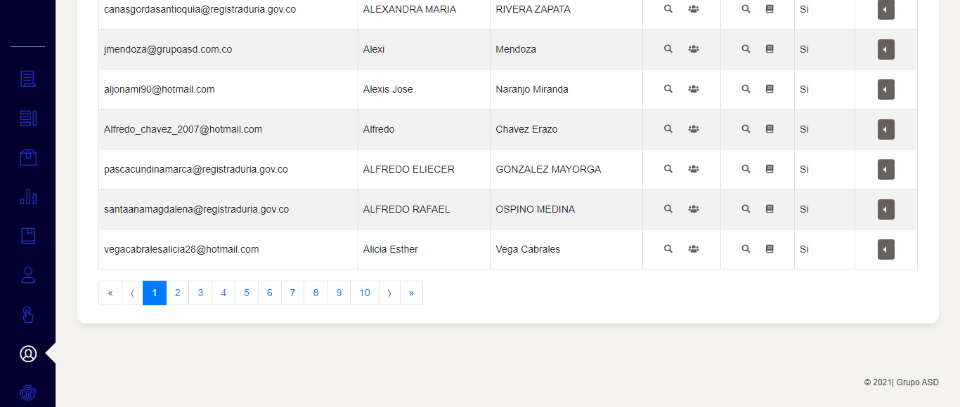 canasgordasantioquia@registraduria.gov.co ALEXANDRA MARIA RIVERA ZAPATA Si
jmendoza@grupoasd.com.co Alexi Mendoza Si
aljonami90@hotmail.com Alexis Jose Naranjo Miranda Si
Alfredo_chavez_2007@hotmail.com Alfredo Chavez Erazo Si
pascacundinamarca@registraduria.gov.co ALFREDO ELIECER GONZALEZ MAYORGA Si
santaanamagdalena@registraduria.gov.co ALFREDO RAFAEL OSPINO MEDINA Si
vegacabralesalicia28@hotmail.com Alicia Esther Vega Cabrales Si
« ⟨ 1 2 3 4 5 6 7 8 9 10 ⟩ »
© 2021| Grupo ASD